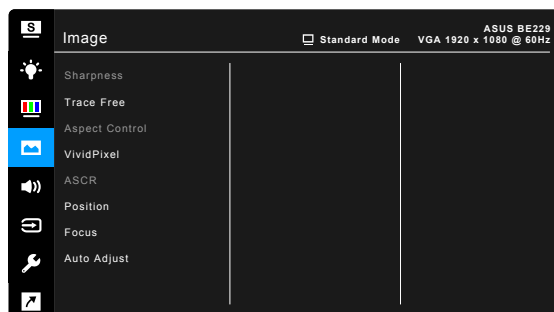 S
ASUS BE229
Image
Standard Mode
VGA 1920 x 1080 @ 60Hz
Sharpness
Trace Free
Aspect Control
VividPixel
ASCR
Position
Focus
Auto Adjust